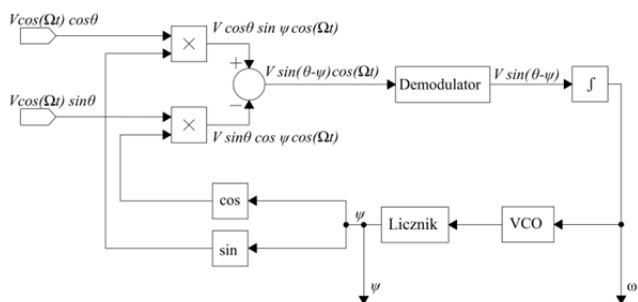 Vcos(Ωt) cosθ
V cosθ sin ψ cos(Ωt)
×
+
V sin(θ-ψ)cos(Ωt)
Demodulator
V sin(θ-ψ)
∫
−
Vcos(Ωt) sinθ
×
V sinθ cos ψ cos(Ωt)
cos
ψ
Licznik
VCO
sin
ψ
ω